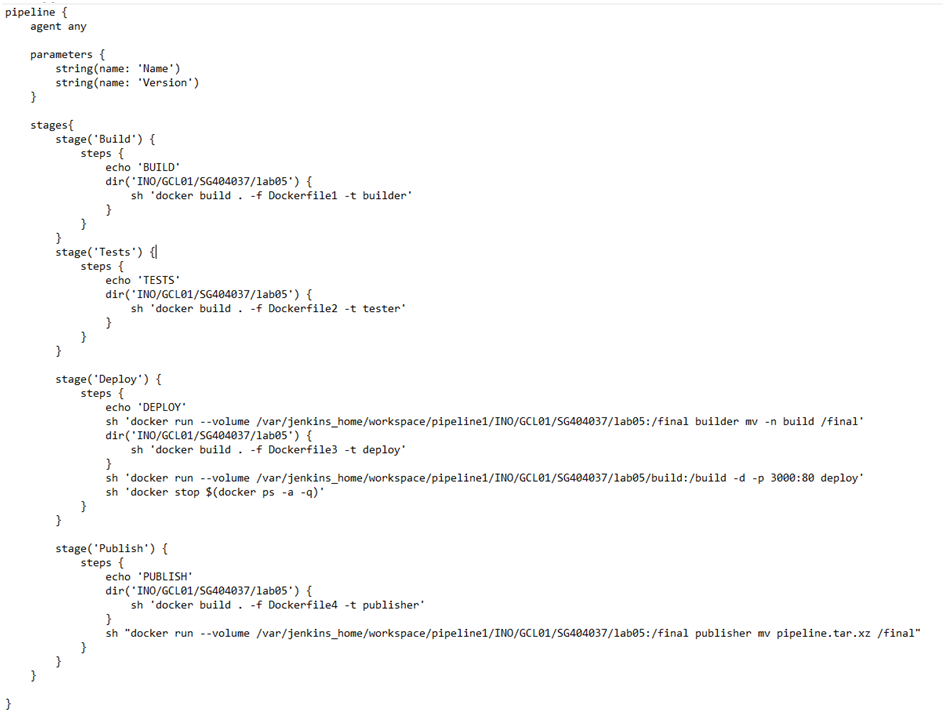 pipeline {
    agent any

    parameters {
        string(name: 'Name')
        string(name: 'Version')
    }

    stages{
        stage('Build') {
            steps {
                echo 'BUILD'
                dir('INO/GCL01/SG404037/lab05') {
                    sh 'docker build . -f Dockerfile1 -t builder'
                }
            }
        }
        stage('Tests') {
            steps {
                echo 'TESTS'
                dir('INO/GCL01/SG404037/lab05') {
                    sh 'docker build . -f Dockerfile2 -t tester'
                }
            }
        }

        stage('Deploy') {
            steps {
                echo 'DEPLOY'
                sh 'docker run --volume /var/jenkins_home/workspace/pipeline1/INO/GCL01/SG404037/lab05:/final builder mv -n build /final'
                dir('INO/GCL01/SG404037/lab05') {
                    sh 'docker build . -f Dockerfile3 -t deploy'
                }
                sh 'docker run --volume /var/jenkins_home/workspace/pipeline1/INO/GCL01/SG404037/lab05/build:/build -d -p 3000:80 deploy'
                sh 'docker stop $(docker ps -a -q)'
            }
        }

        stage('Publish') {
            steps {
                echo 'PUBLISH'
                dir('INO/GCL01/SG404037/lab05') {
                    sh 'docker build . -f Dockerfile4 -t publisher'
                }
                sh "docker run --volume /var/jenkins_home/workspace/pipeline1/INO/GCL01/SG404037/lab05:/final publisher mv pipeline.tar.xz /final"
            }
        }
    }

}